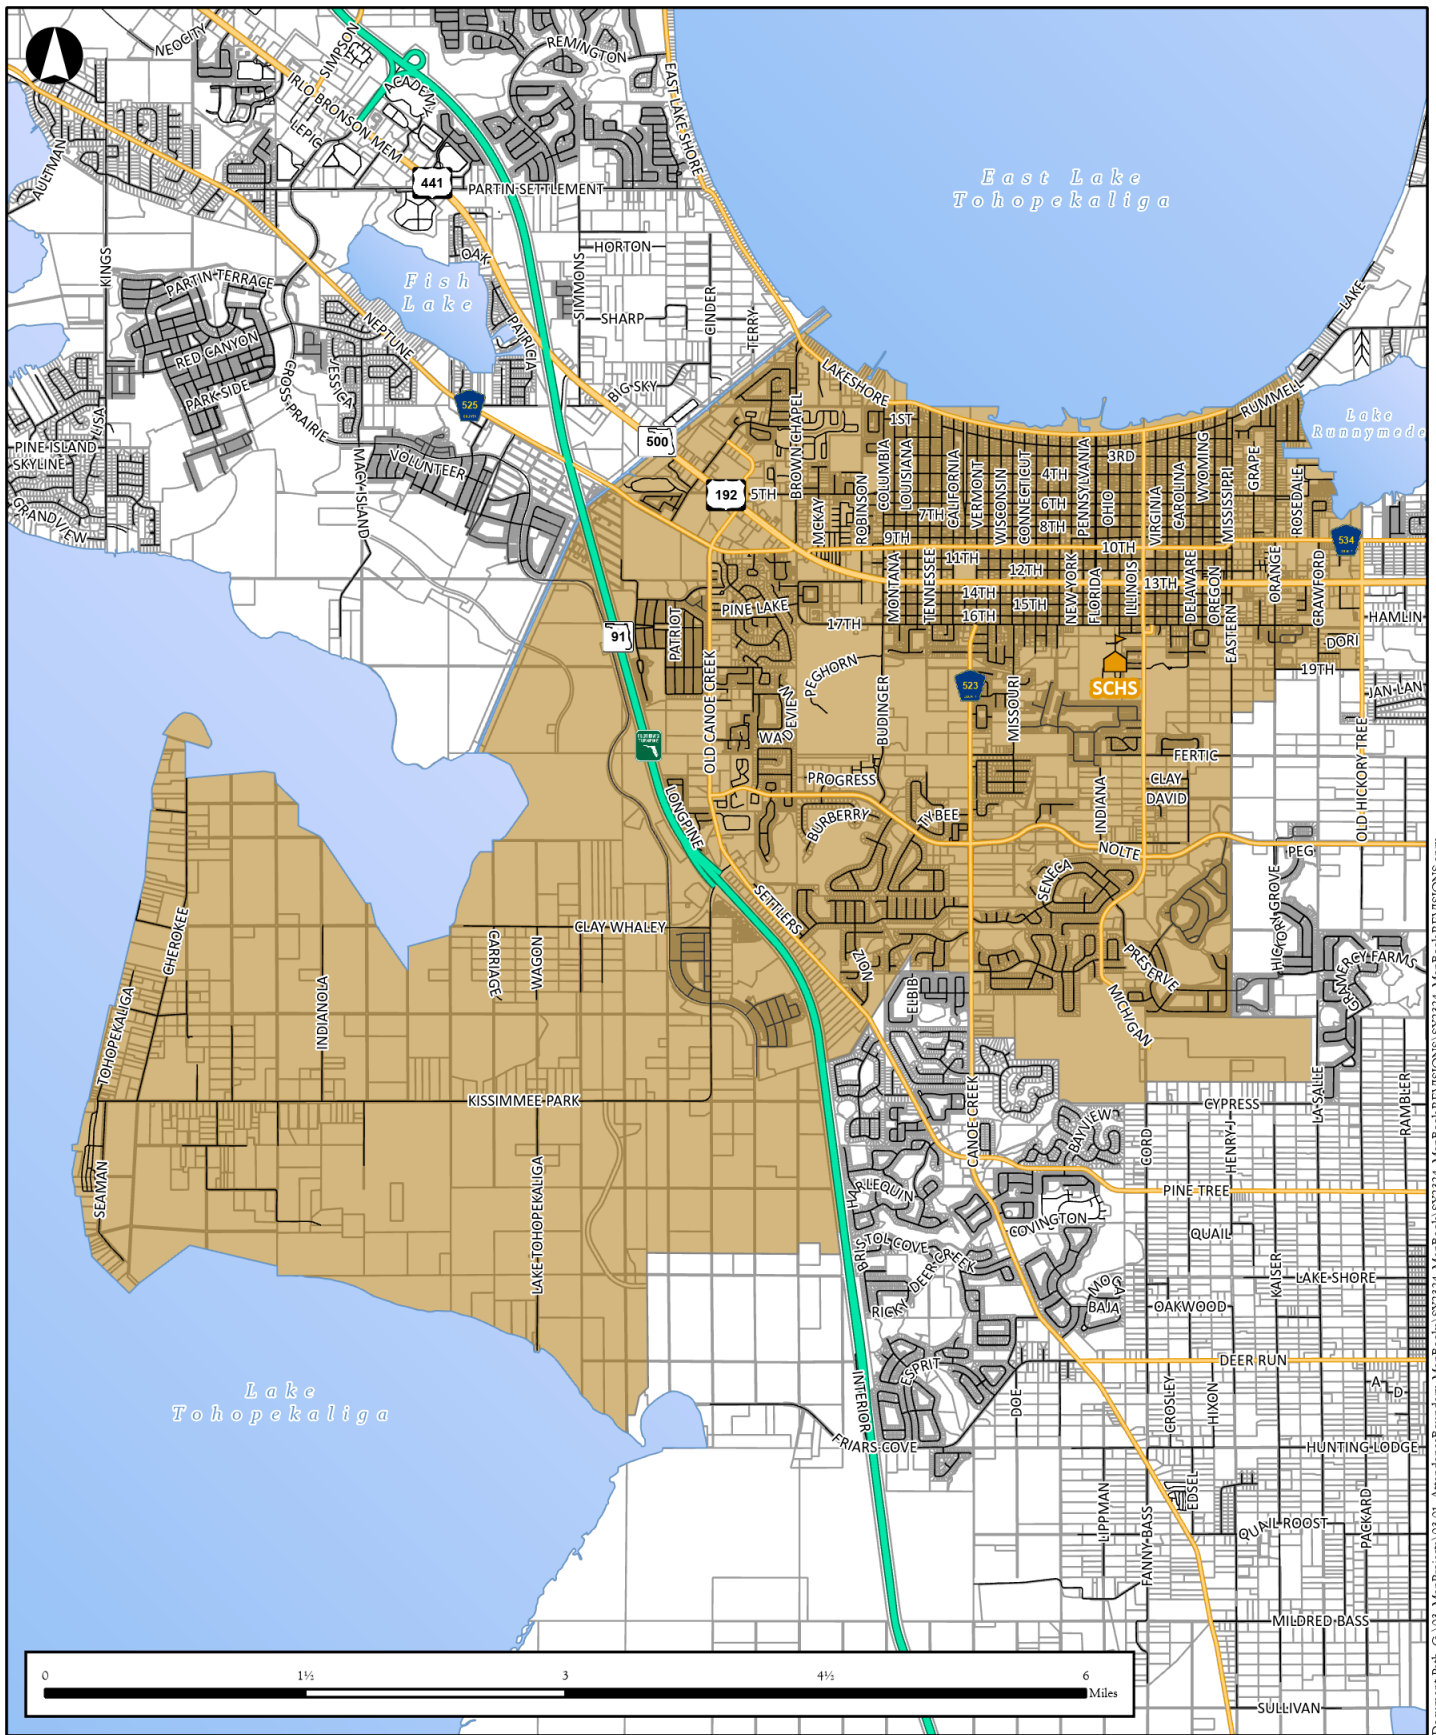 NEOCITY
SIMPSON
REMINGTON
ACADEMY
IRLO BRONSON MEM
LEPIC
EAST LAKE SHORE
AULTMAN
441
PARTIN SETTLEMENT
East Lake
Tohopekaliga
KINGS
OAK
HORTON
SIMMONS
PARTIN TERRACE
Fish
Lake
LAKE
SHARP
CINDER
TERRY
NEPTUNE
PATRICIA
RED CANYON
CROSS PRAIRIE
JESSICA
PARK SIDE
BIG SKY
LAKESHORE
RUMMELL
525
LISA
BROWN CHAPEL
1ST
Lake
Runnymede
PINE ISLAND
SKYLINE
MACY ISLAND
VOLUNTEER
500
COLUMBIA
LOUISIANA
CALIFORNIA
VERMONT
WISCONSIN
CONNECTICUT
PENNSYLVANIA
3RD
4TH
OHIO
VIRGINIA
CAROLINA
WYOMING
MISSISSIPPI
GRAPE
ROSEDALE
192
5TH
MCKAY
ROBINSON
6TH
7TH
8TH
GRANDVIEW
9TH
10TH
534
11TH
12TH
MONTANA
TENNESSEE
NEW YORK
FLORIDA
ILLINOIS
13TH
DELAWARE
OREGON
EASTERN
ORANGE
CRAWFORD
14TH
15TH
16TH
17TH
PINE LAKE
PATRIOT
91
HAMLIN
DORI
19TH
PEGHORN
SCHS
523
MISSOURI
JAN LAN
OLD CANOE CREEK
WADEVIEW
BUDINGER
OLD HICKORY TREE
FERTIC
PROGRESS
CLAY
DAVID
LONGPINE
BURBERRY
TYBEE
INDIANA
NOLTE
PEG
SENECA
SETTLERS
HICKORY GROVE
CHEROKEE
CLAY WHALEY
CARRIAGE
WAGON
ZION
ELBIB
PRESERVE
GRAMERCY FARMS
INDIANOLA
TOHOPEKALIGA
MICHIGAN
KISSIMMEE PARK
CANOE CREEK
CYPRESS
LA SALLE
RAMBLER
BAYVIEW
CORD
HENRY J
SEAMAN
LAKE TOHOPEKALIGA
HARLEQUIN
PINE TREE
COVINGTON
QUAIL
BRISTOL COVE
DEER CREEK
KAISER
LAKE SHORE
RICKY
MOCA
BAJA
OAKWOOD
ESPRIT
DEER RUN
Lake
Tohopekaliga
INTERIOR
DOE
CROSLEY
HIXON
A
D
FRIARS COVE
HUNTING LODGE
LIPPMAN
FANNY BASS
EDSEL
QUAIL ROOST
PACKARD
MILDRED BASS
0
1½
3
4½
6
Miles
SULLIVAN